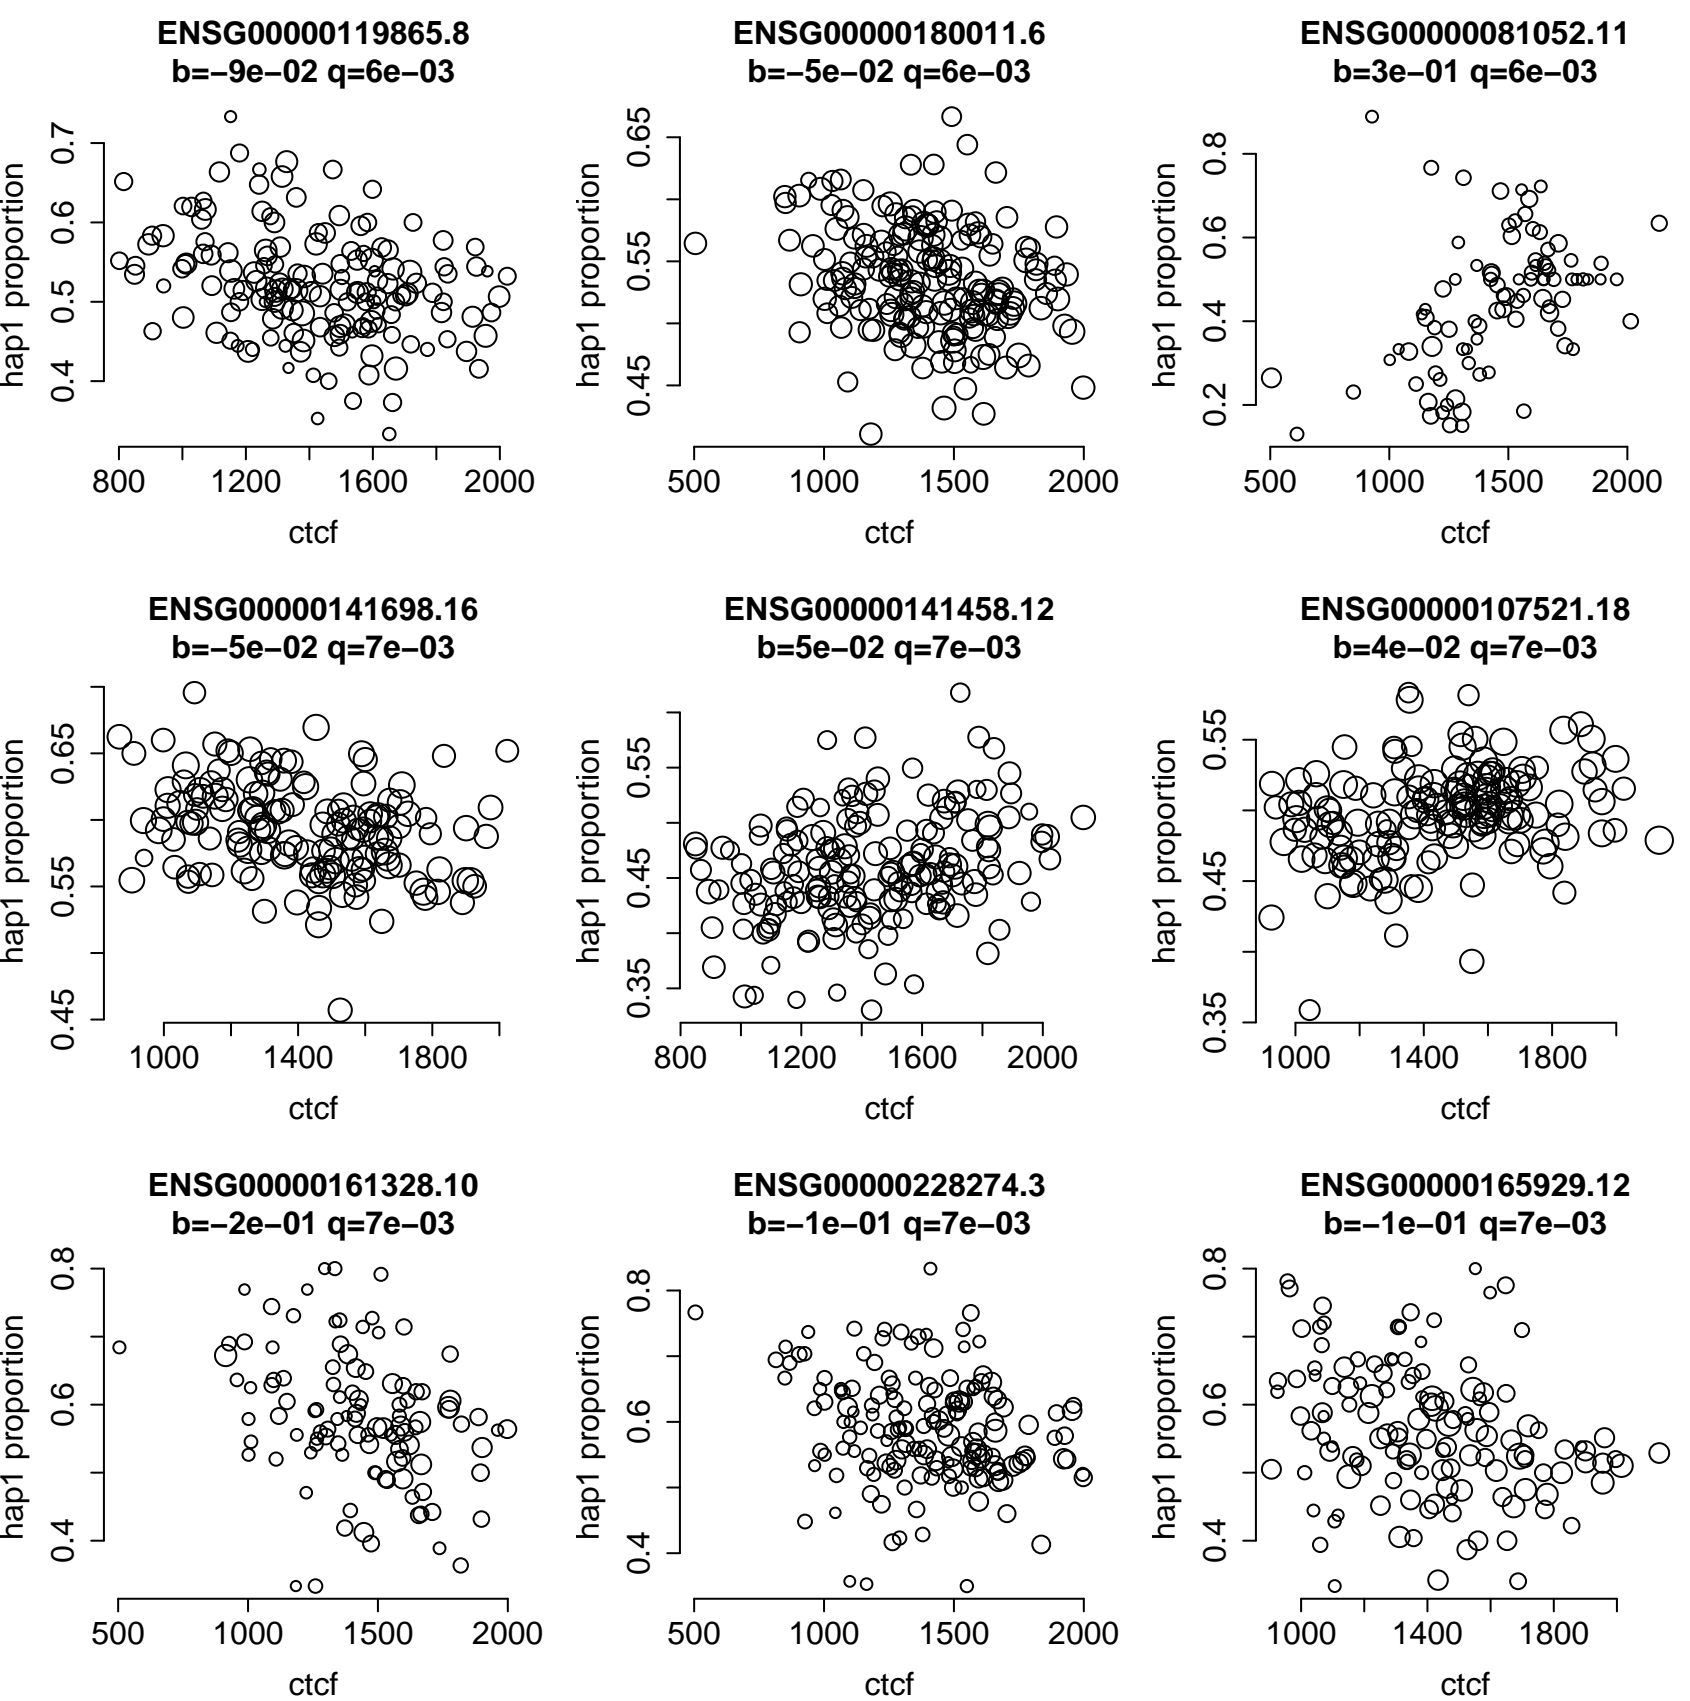 ENSG00000119865.8
b=−9e−02 q=6e−03
hap1 proportion
0.4 0.5 0.6 0.7
800 1200 1600 2000
ctcf
ENSG00000180011.6
b=−5e−02 q=6e−03
hap1 proportion
0.45 0.55 0.65
500 1000 1500 2000
ctcf
ENSG00000081052.11
b=3e−01 q=6e−03
hap1 proportion
0.2 0.4 0.6 0.8
500 1000 1500 2000
ctcf
ENSG00000141698.16
b=−5e−02 q=7e−03
hap1 proportion
0.45 0.55 0.65
1000 1400 1800
ctcf
ENSG00000141458.12
b=5e−02 q=7e−03
hap1 proportion
0.35 0.45 0.55
800 1200 1600 2000
ctcf
ENSG00000107521.18
b=4e−02 q=7e−03
hap1 proportion
0.35 0.45 0.55
1000 1400 1800
ctcf
ENSG00000161328.10
b=−2e−01 q=7e−03
hap1 proportion
0.4 0.6 0.8
500 1000 1500 2000
ctcf
ENSG00000228274.3
b=−1e−01 q=7e−03
hap1 proportion
0.4 0.6 0.8
500 1000 1500 2000
ctcf
ENSG00000165929.12
b=−1e−01 q=7e−03
hap1 proportion
0.4 0.6 0.8
1000 1400 1800
ctcf